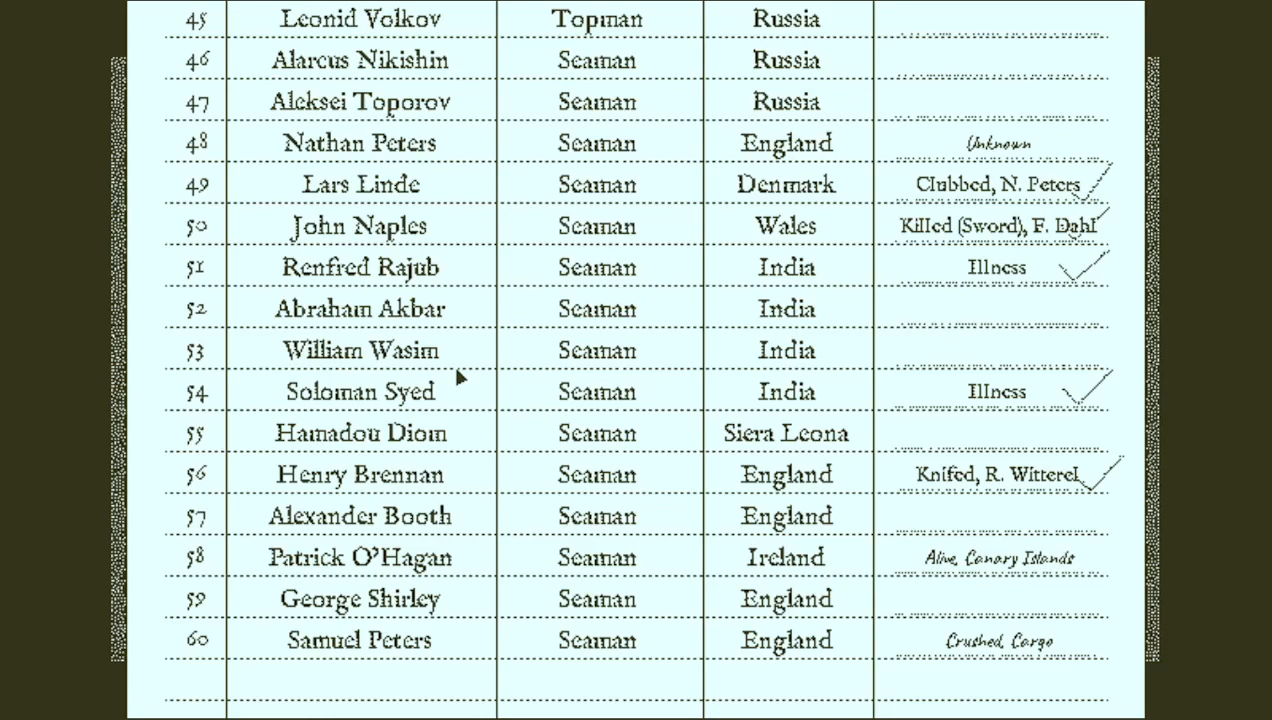 45 Leonid Volkov Topman Russia
46 Alarcus Nikishin Seaman Russia
47 Aleksei Toporov Seaman Russia
48 Nathan Peters Seaman England Unknown
49 Lars Linde Seaman Denmark Clubbed, N. Peters
50 John Naples Seaman Wales Killed (Sword), F. Dahl
51 Renfred Rajub Seaman India Illness
52 Abraham Akbar Seaman India
53 William Wasim Seaman India
54 Soloman Syed Seaman India Illness
55 Hamadou Diom Seaman Siera Leona
56 Henry Brennan Seaman England Knifed, R. Witterel
57 Alexander Booth Seaman England
58 Patrick O'Hagan Seaman Ireland Alive, Canary Islands
59 George Shirley Seaman England
60 Samuel Peters Seaman England Crushed, Cargo